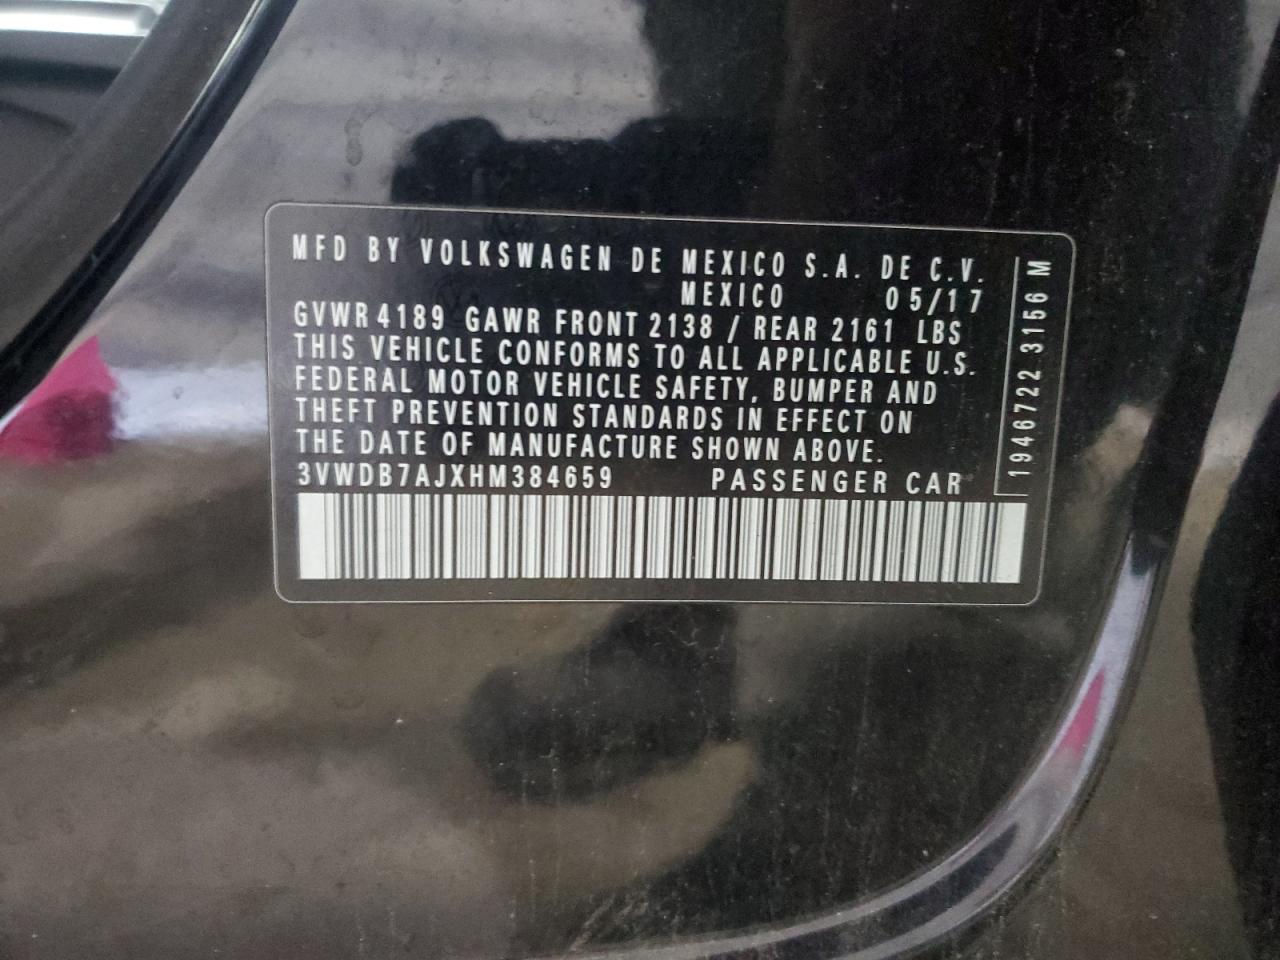 MFD BY VOLKSWAGEN DE MEXICO S.A. DE C.V.
MEXICO 05/17
GVWR 4189 GAWR FRONT 2138 / REAR 2161 LBS
THIS VEHICLE CONFORMS TO ALL APPLICABLE U.S.
FEDERAL MOTOR VEHICLE SAFETY, BUMPER AND
THEFT PREVENTION STANDARDS IN EFFECT ON
THE DATE OF MANUFACTURE SHOWN ABOVE.
3VWDB7AJXHM384659 PASSENGER CAR
1946722 3156 M